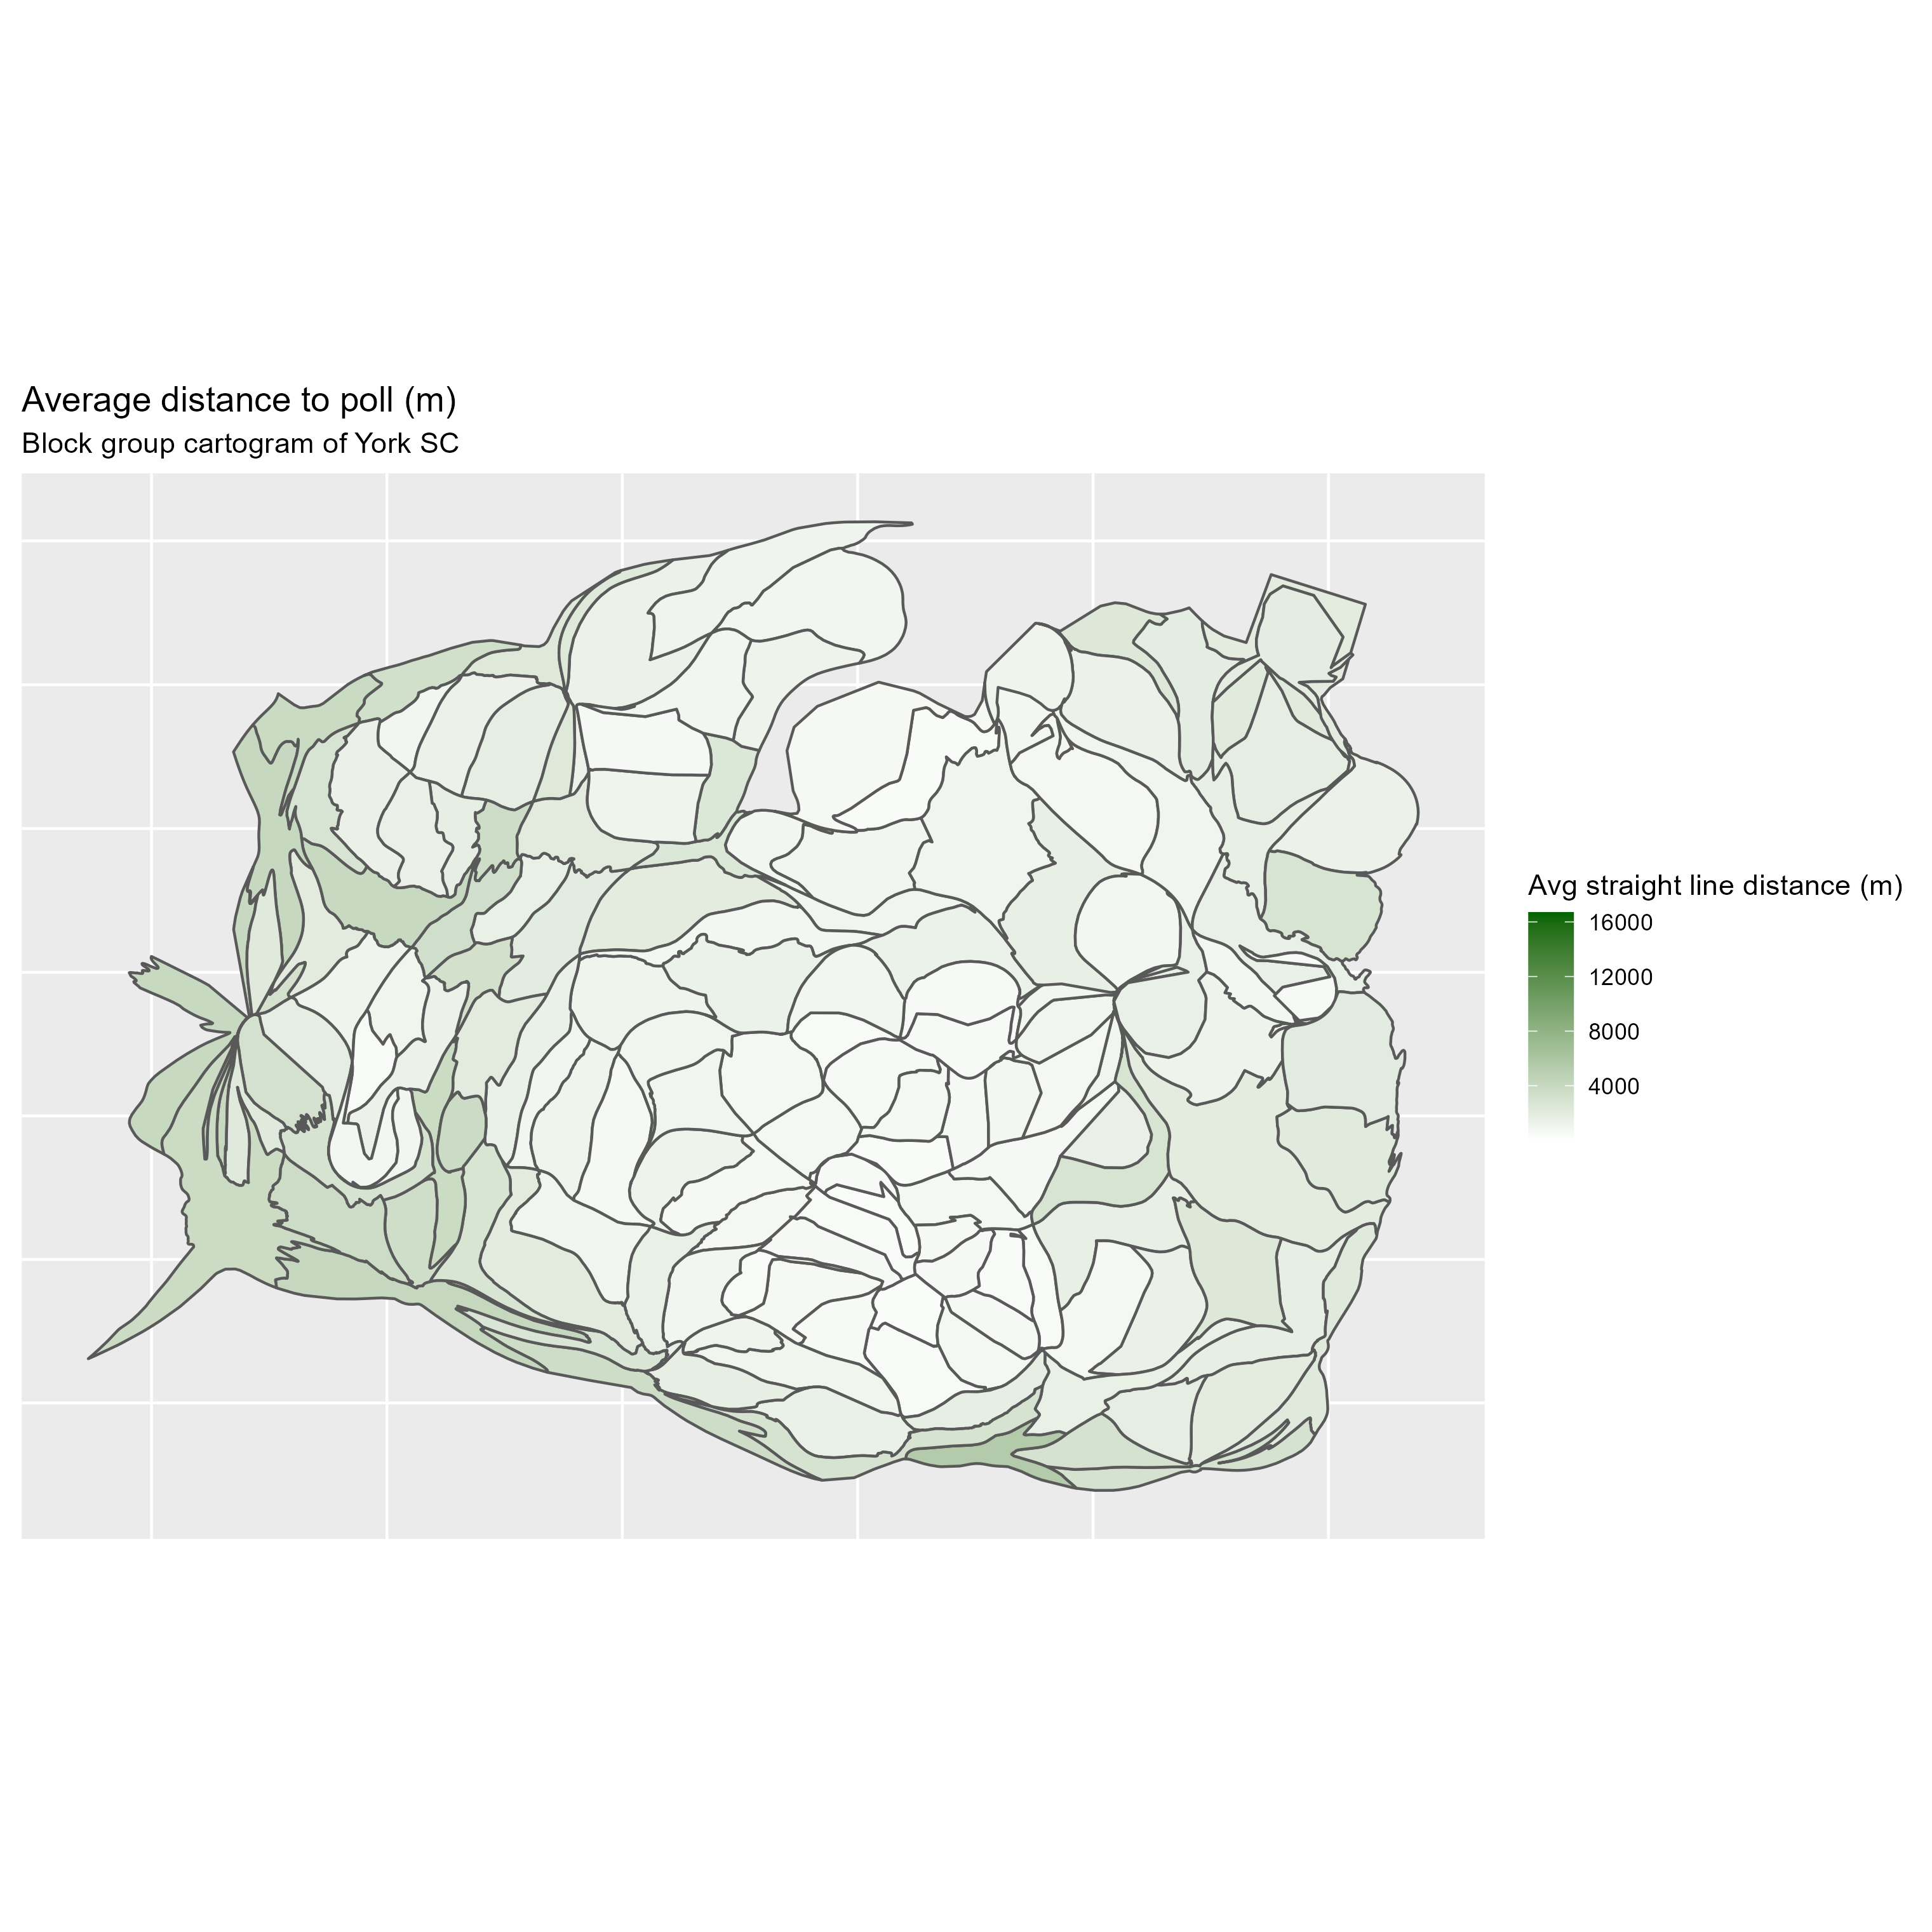 Average distance to poll (m)
Block group cartogram of York SC
Avg straight line distance (m)
16000
12000
8000
4000